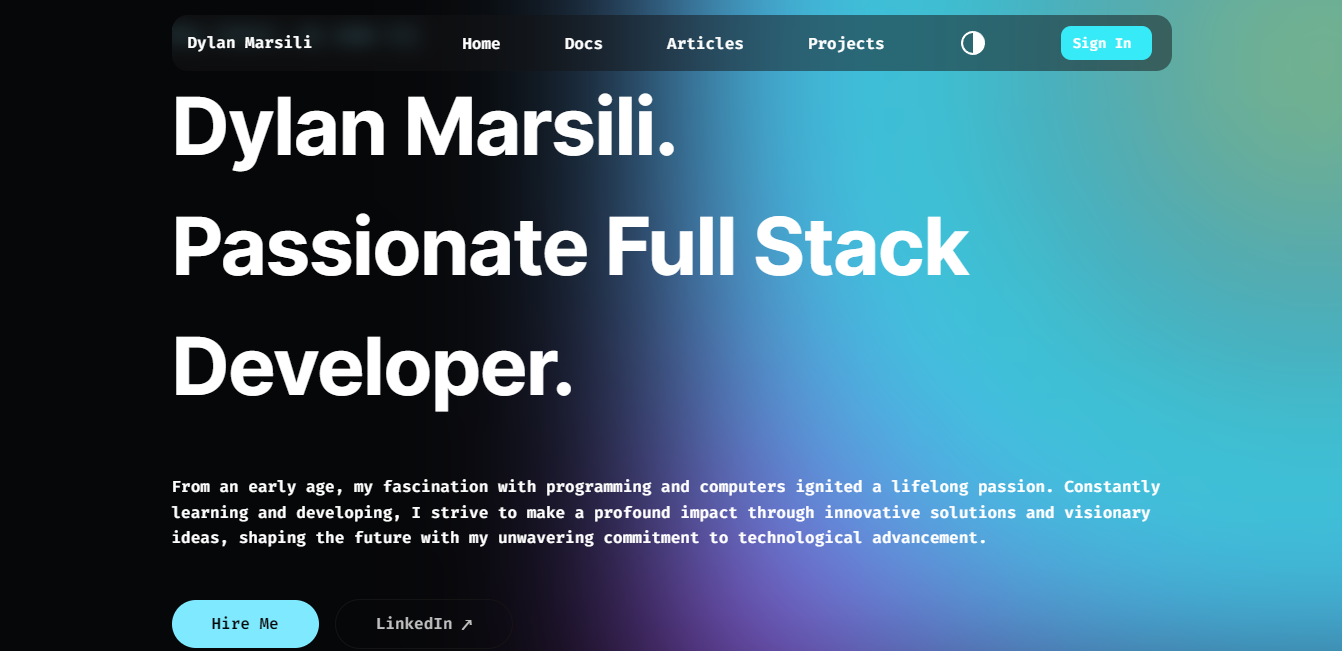 Dylan Marsili Home Docs Articles Projects Sign In
Dylan Marsili.
Passionate Full Stack
Developer.
From an early age, my fascination with programming and computers ignited a lifelong passion. Constantly
learning and developing, I strive to make a profound impact through innovative solutions and visionary
ideas, shaping the future with my unwavering commitment to technological advancement.
Hire Me LinkedIn ↗